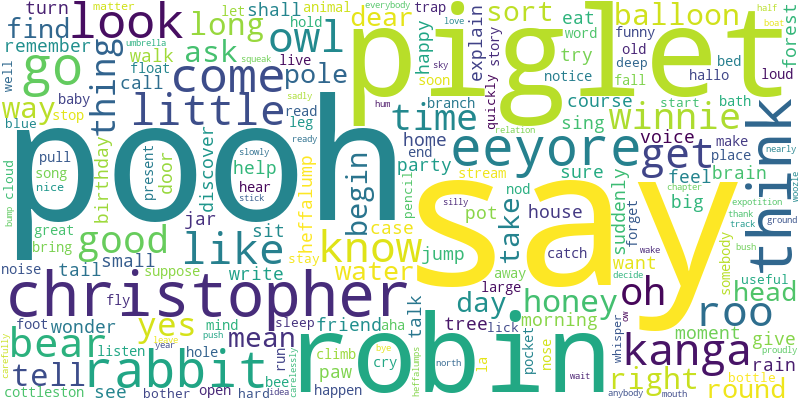 turn
matter
look
long
let
shall
animal
hold
trap
love
everybody
find
umbrella
remember
walk
ask
owl
dear
happy
explain
sort
eat
word
balloon
half
boat
forest
piglet
go
thing
float
call
squeak
come
live
pole
sky
soon
story
quickly
try
funny
old
notice
deep
bed
hallo
loud
fall
well
way
baby
stop
little
read
leg
sadly
hum
time
branch
course
start
bath
winnie
think
blue
pooh
birthday
discover
ready
home
end
party
sing
relation
voice
make
place
nearly
woozle
pull
song
nice
present
door
help
hear
slowly
stick
begin
eeyore
sure
get
feel
brain
cloud
bump
great
bring
jar
heffalump
pencil
stream
nod
silly
pot
say
suddenly
forget
big
chapter
expotition
thank
track
ground
good
like
sit
know
case
stay
jump
take
house
catch
want
wake
somebody
bush
useful
noise
tail
small
suppose
write
water
away
large
decide
oh
roo
head
christopher
fly
talk
day
honey
foot
wonder
yes
mind
push
sleep
friend
aha
tree
lick
morning
whisper
ow
kanga
moment
give
proudly
rain
bear
listen
hole
mean
run
climb
paw
cry
bye
la
pocket
nose
carefully
tell
leave
year
rabbit
bee
idea
carelessly
robin
north
heffalumps
wait
right
bottle
round
cottleston
see
bother
open
hard
happen
anybody
mouth